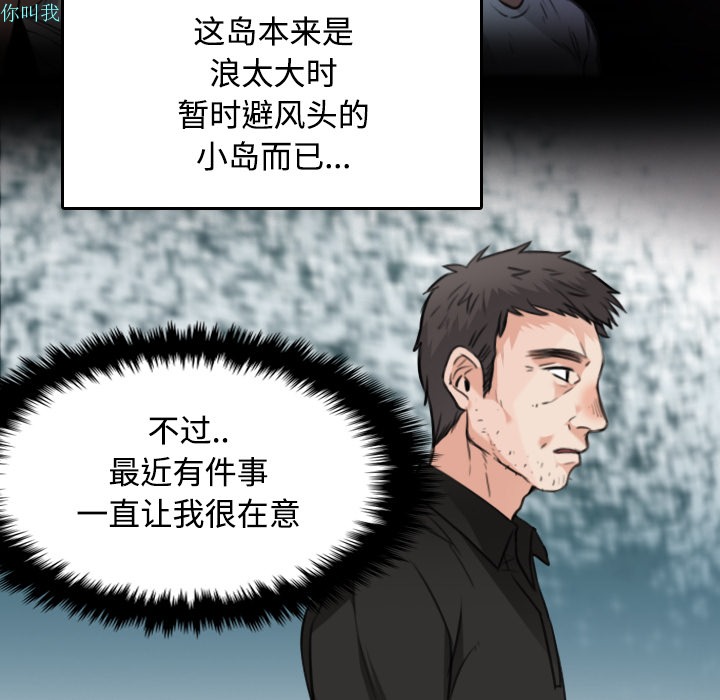 你叫我
这岛本来是
浪太大时
暂时避风头的
小岛而已...
不过..
最近有件事
一直让我很在意